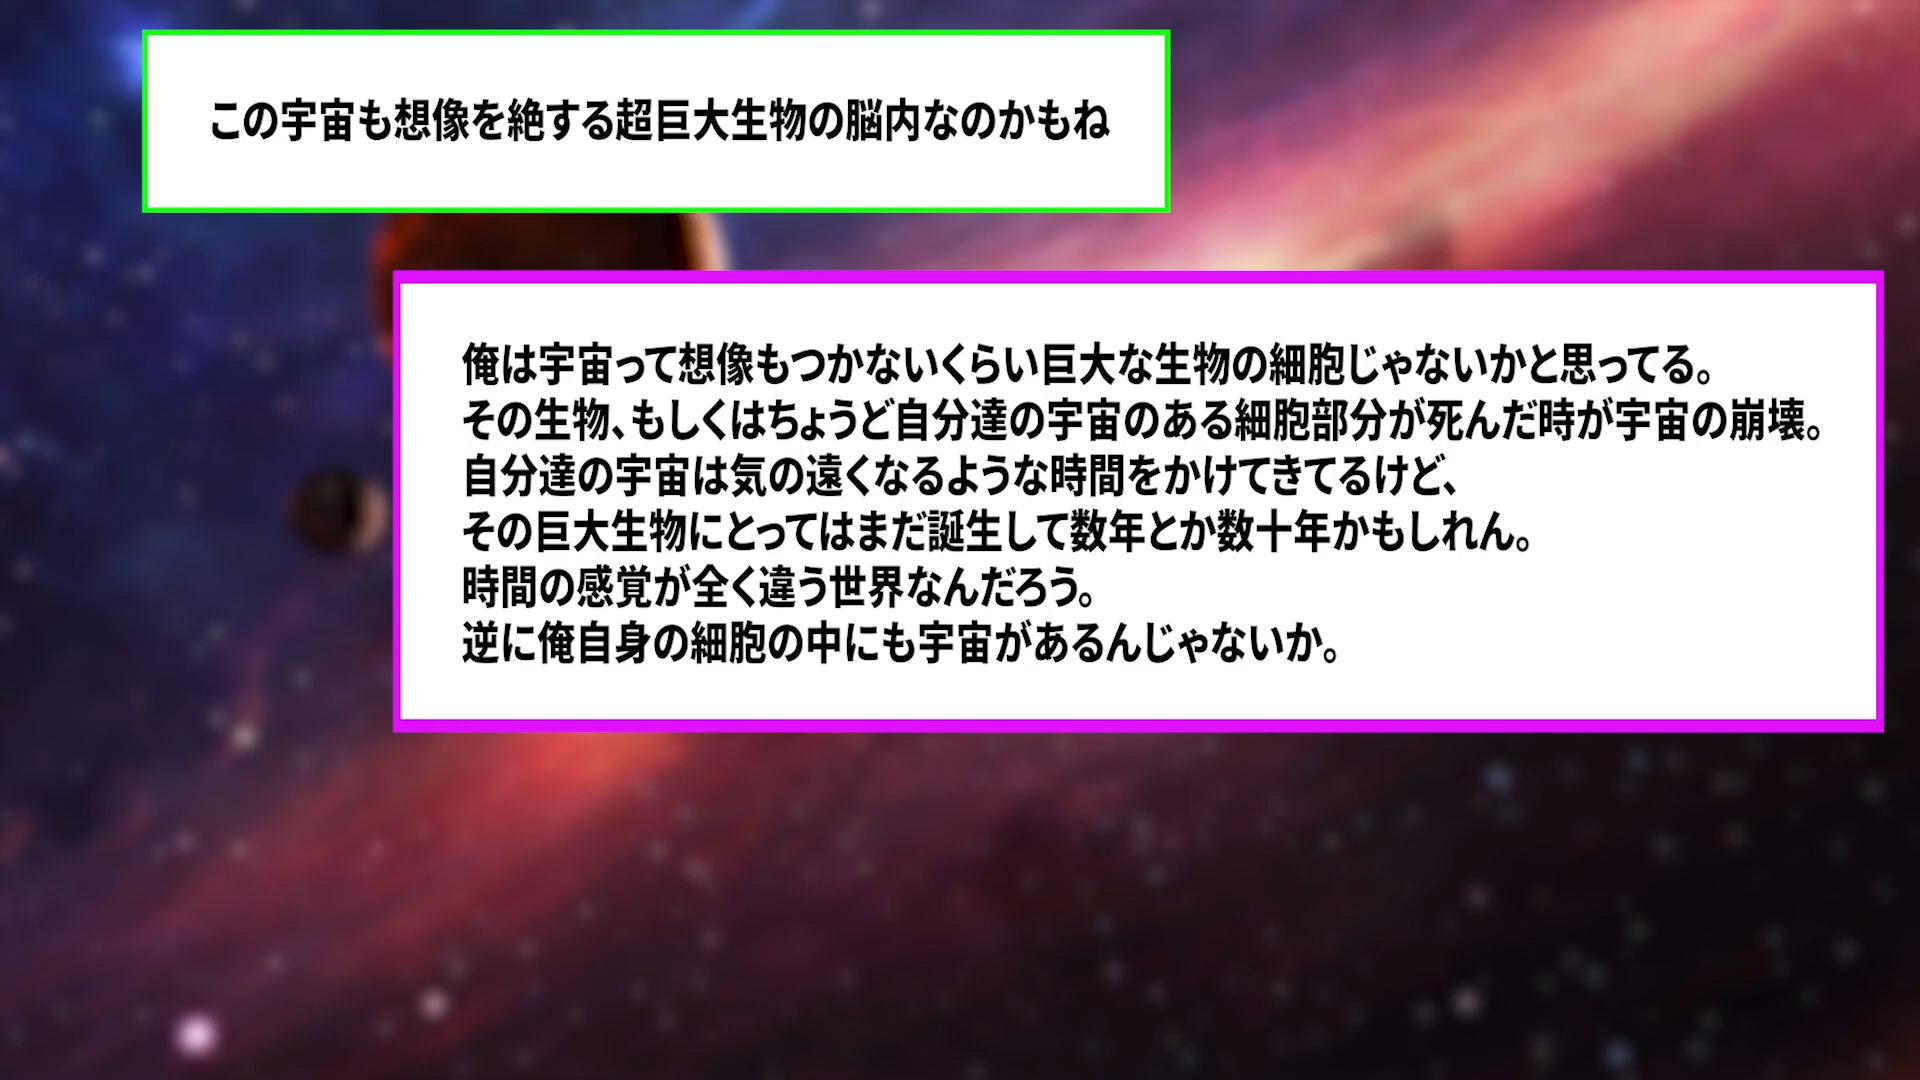 この宇宙も想像を絶する超巨大生物の脳内なのかもね
俺は宇宙って想像もつかないくらい巨大な生物の細胞じゃないかと思ってる。
その生物、もしくはちょうど自分達の宇宙のある細胞部分が死んだ時が宇宙の崩壊。
自分達の宇宙は気の遠くなるような時間をかけてきてるけど、
その巨大生物にとってはまだ誕生して数年とか数十年かもしれん。
時間の感覚が全く違う世界なんだろう。
逆に俺自身の細胞の中にも宇宙があるんじゃないか。